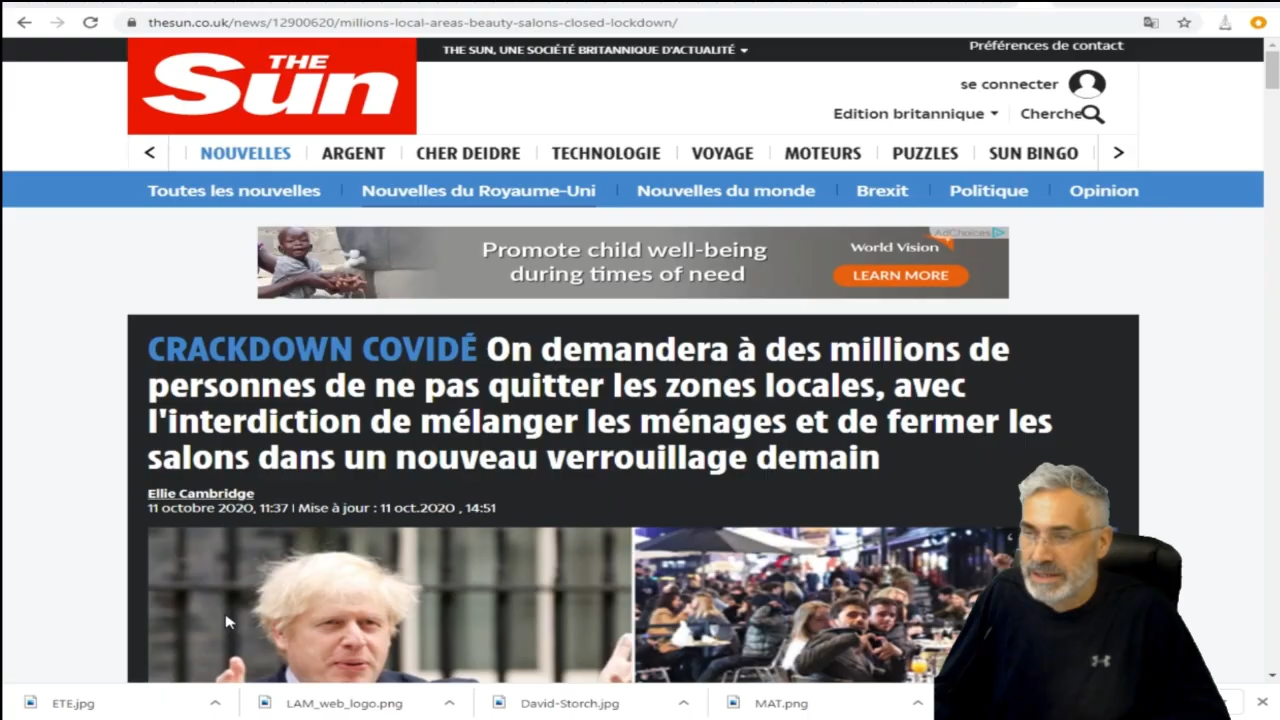 thesun.co.uk/news/12900620/millions-local-areas-beauty-salons-closed-lockdown/
THE SUN, UNE SOCIÉTÉ BRITANNIQUE D'ACTUALITÉ
Préférences de contact
THE
Sun
se connecter
Edition britannique
Cherche
NOUVELLES
ARGENT
CHER DEIDRE
TECHNOLOGIE
VOYAGE
MOTEURS
PUZZLES
SUN BINGO
Toutes les nouvelles
Nouvelles du Royaume-Uni
Nouvelles du monde
Brexit
Politique
Opinion
AdChoices
Promote child well-being
during times of need
World Vision
LEARN MORE
CRACKDOWN COVIDÉ On demandera à des millions de
personnes de ne pas quitter les zones locales, avec
l'interdiction de mélanger les ménages et de fermer les
salons dans un nouveau verrouillage demain
Ellie Cambridge
11 octobre 2020, 11:37 | Mise à jour : 11 oct.2020 , 14:51
ETE.jpg
LAM_web_logo.png
David-Storch.jpg
MAT.png